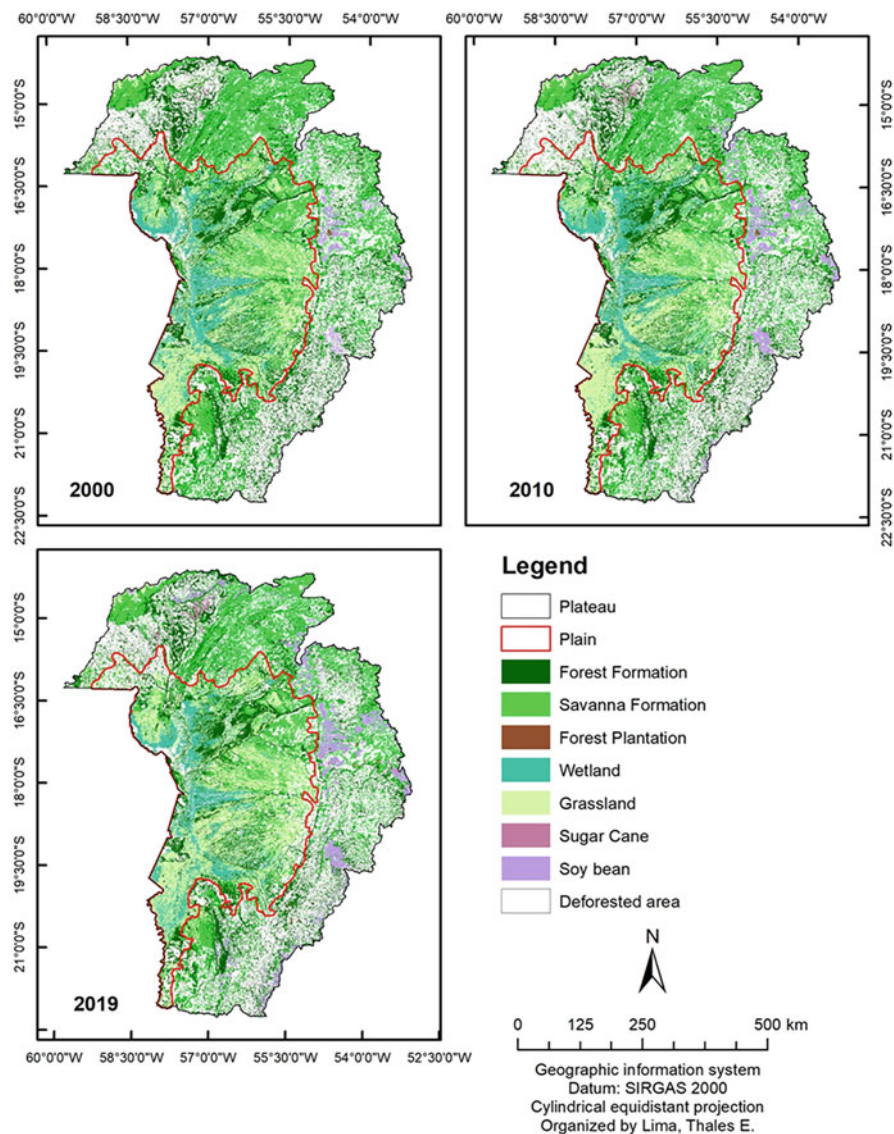 60°0'0"W 58°30'0"W 57°0'0"W 55°30'0"W 54°0'0"W
60°0'0"W 57°0'0"W 55°30'0"W 54°0'0"W
15°0'0"S
16°30'0"S
18°0'0"S
19°30'0"S
21°0'0"S
22°30'0"S
2000
15°0'0"S
16°30'0"S
18°0'0"S
19°30'0"S
21°0'0"S
22°30'0"S
2010
15°0'0"S
16°30'0"S
18°0'0"S
19°30'0"S
21°0'0"S
2019
60°0'0"W 58°30'0"W 57°0'0"W 55°30'0"W 54°0'0"W 52°30'0"W
Legend
Plateau
Plain
Forest Formation
Savanna Formation
Forest Plantation
Wetland
Grassland
Sugar Cane
Soy bean
Deforested area
N
0 125 250 500 km
Geographic information system
Datum: SIRGAS 2000
Cylindrical equidistant projection
Organized by Lima, Thales E.